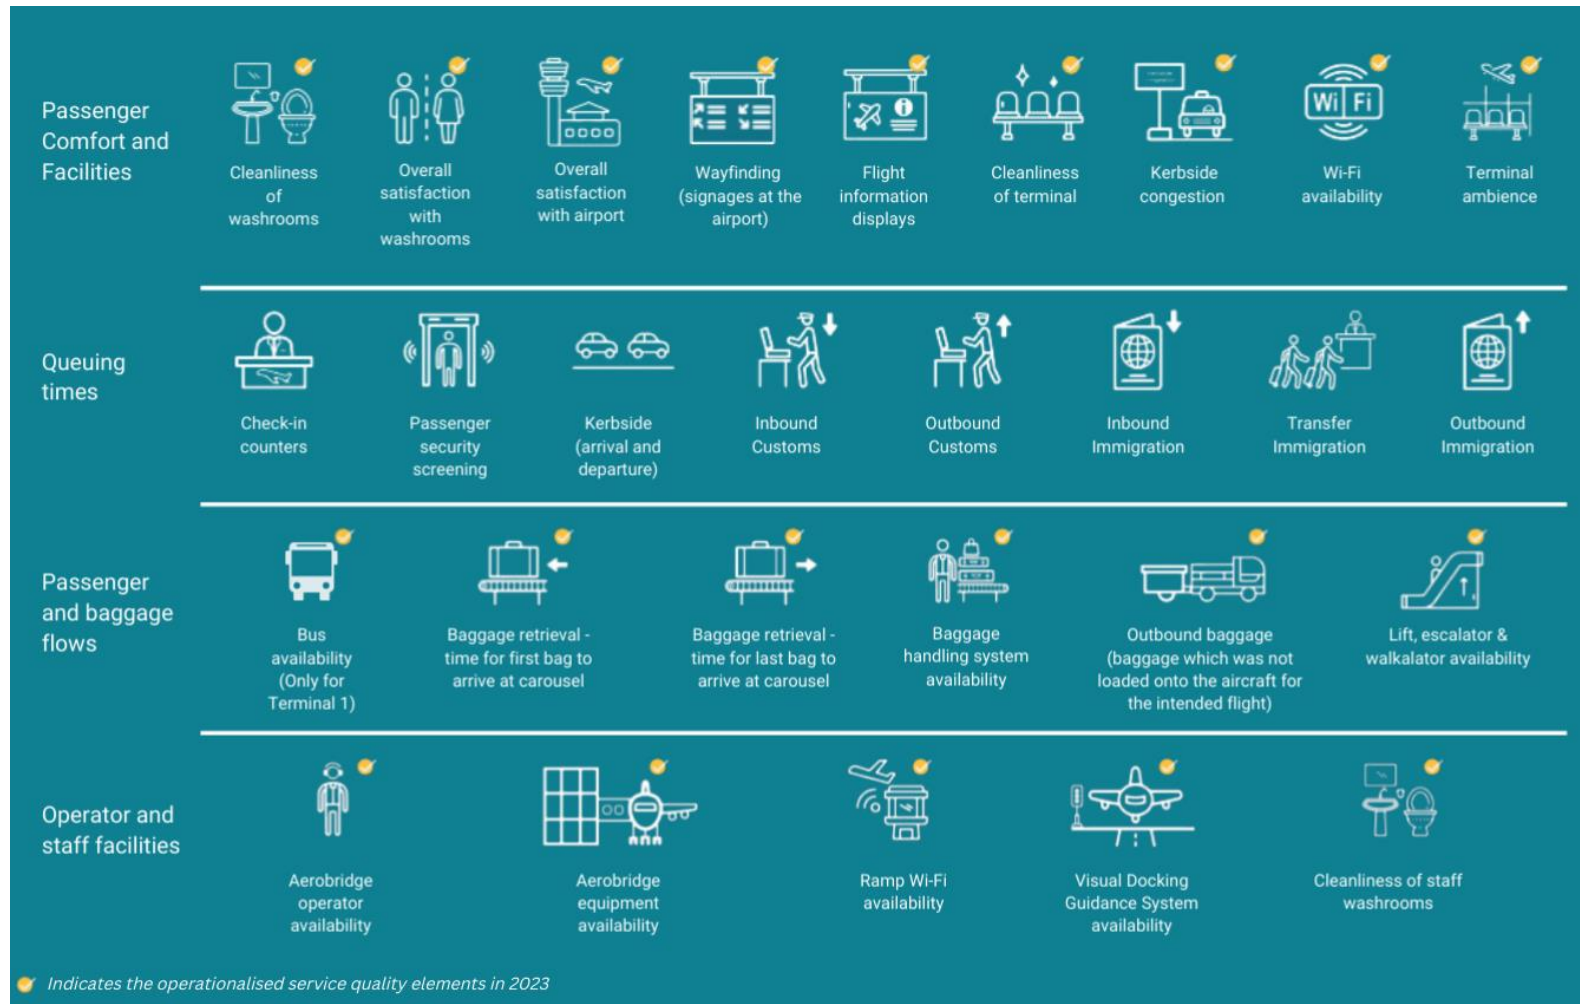 Passenger
Comfort and
Facilities
Wi Fi
Cleanliness
of
washrooms
Overall
satisfaction
with
washrooms
Overall
satisfaction
with airport
Wayfinding
(signages at the
airport)
Flight
information
displays
Cleanliness
of terminal
Kerbside
congestion
Wi-Fi
availability
Terminal
ambience
Queuing
times
Check-in
counters
Passenger
security
screening
Kerbside
(arrival and
departure)
Inbound
Customs
Outbound
Customs
Inbound
Immigration
Transfer
Immigration
Outbound
Immigration
Passenger
and baggage
flows
Bus
availability
(Only for
Terminal 1)
Baggage retrieval -
time for first bag to
arrive at carousel
Baggage retrieval -
time for last bag to
arrive at carousel
Baggage
handling system
availability
Outbound baggage
(baggage which was not
loaded onto the aircraft for
the intended flight)
Lift, escalator &
walkalator availability
Operator and
staff facilities
Aerobridge
operator
availability
Aerobridge
equipment
availability
Ramp Wi-Fi
availability
Visual Docking
Guidance System
availability
Cleanliness of staff
washrooms
Indicates the operationalised service quality elements in 2023